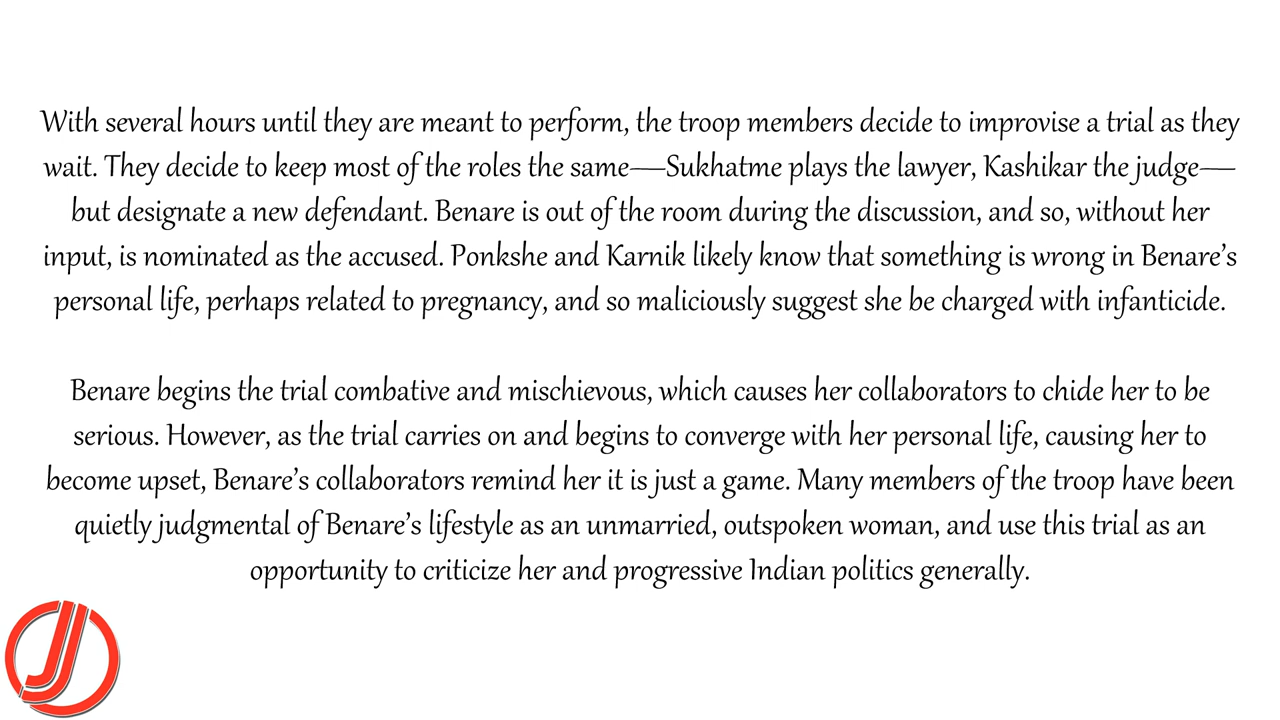 With several hours until they are meant to perform, the troop members decide to improvise a trial as they
wait. They decide to keep most of the roles the same—Sukhatme plays the lawyer, Kashikar the judge—
but designate a new defendant. Benare is out of the room during the discussion, and so, without her
input, is nominated as the accused. Ponkshe and Karnik likely know that something is wrong in Benare’s
personal life, perhaps related to pregnancy, and so maliciously suggest she be charged with infanticide.
Benare begins the trial combative and mischievous, which causes her collaborators to chide her to be
serious. However, as the trial carries on and begins to converge with her personal life, causing her to
become upset, Benare’s collaborators remind her it is just a game. Many members of the troop have been
quietly judgmental of Benare’s lifestyle as an unmarried, outspoken woman, and use this trial as an
opportunity to criticize her and progressive Indian politics generally.
JJ